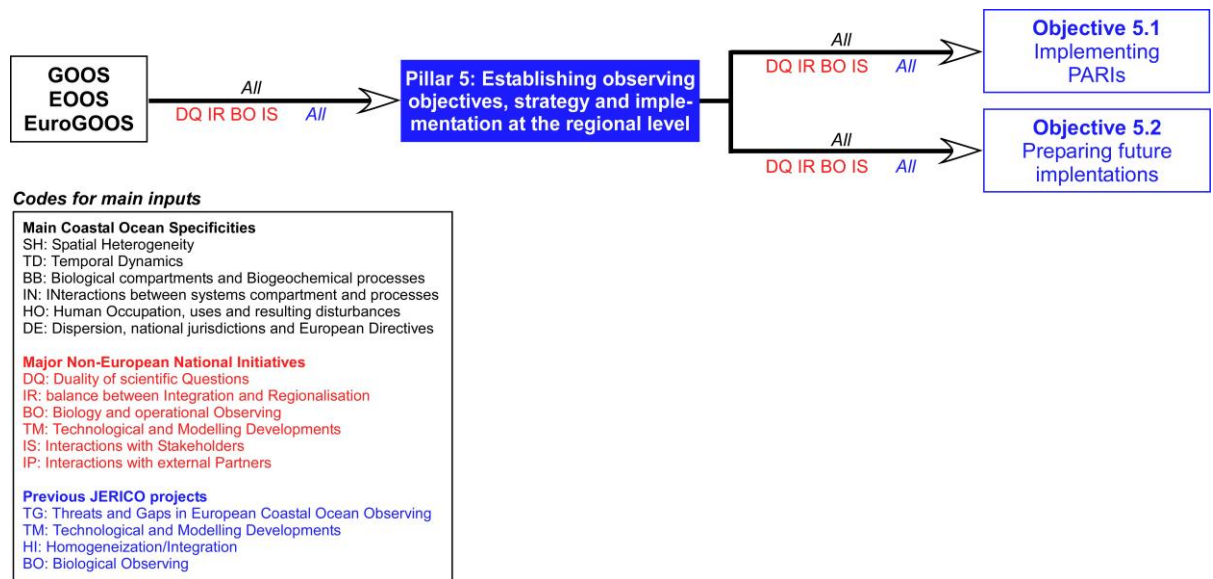 GOOS
EOOS
EuroGOOS
All
DQ IR BO IS All
Pillar 5: Establishing observing
objectives, strategy and imple-
mentation at the regional level
All
DQ IR BO IS All
Objective 5.1
Implementing
PARIs
All
DQ IR BO IS All
Objective 5.2
Preparing future
implentations
Codes for main inputs
Main Coastal Ocean Specificities
SH: Spatial Heterogeneity
TD: Temporal Dynamics
BB: Biological compartments and Biogeochemical processes
IN: INteractions between systems compartment and processes
HO: Human Occupation, uses and resulting disturbances
DE: Dispersion, national jurisdictions and European Directives
Major Non-European National Initiatives
DQ: Duality of scientific Questions
IR: balance between Integration and Regionalisation
BO: Biology and operational Observing
TM: Technological and Modelling Developments
IS: Interactions with Stakeholders
IP: Interactions with external Partners
Previous JERICO projects
TG: Threats and Gaps in European Coastal Ocean Observing
TM: Technological and Modelling Developments
HI: Homogeneization/Integration
BO: Biological Observing